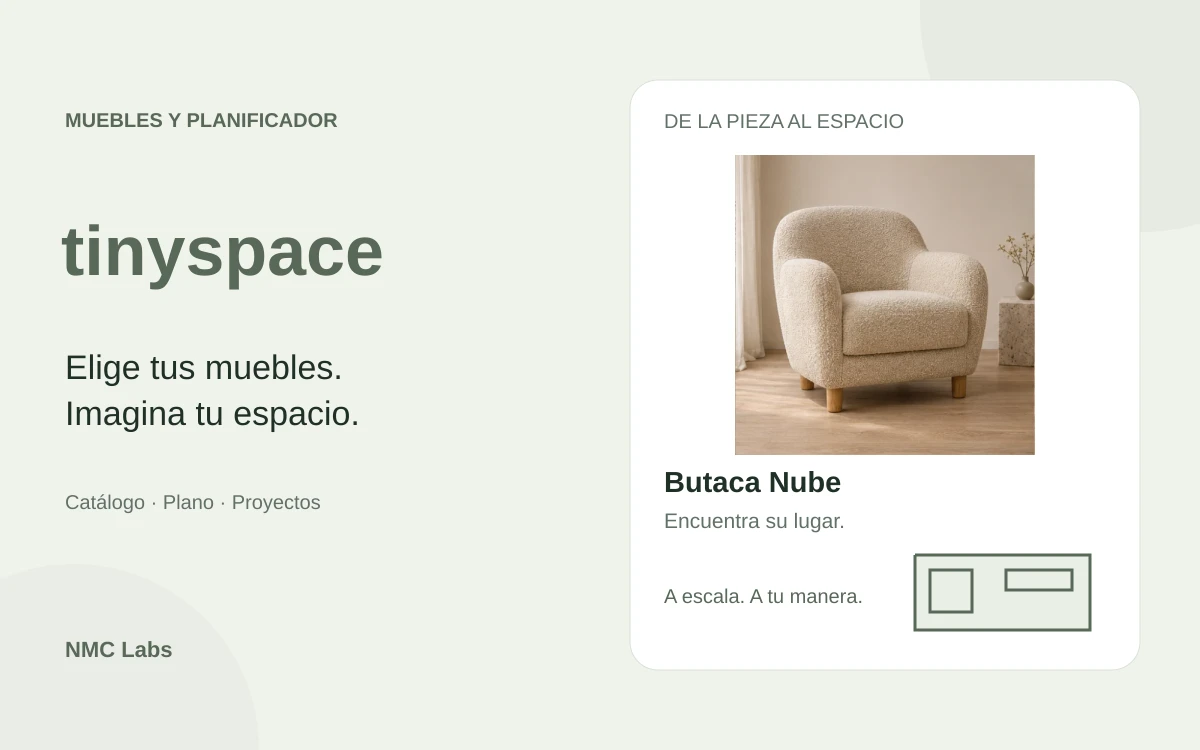 MUEBLES Y PLANIFICADOR
tinyspace
Elige tus muebles.
Imagina tu espacio.
Catálogo · Plano · Proyectos
NMC Labs
DE LA PIEZA AL ESPACIO
Butaca Nube
Encuentra su lugar.
A escala. A tu manera.